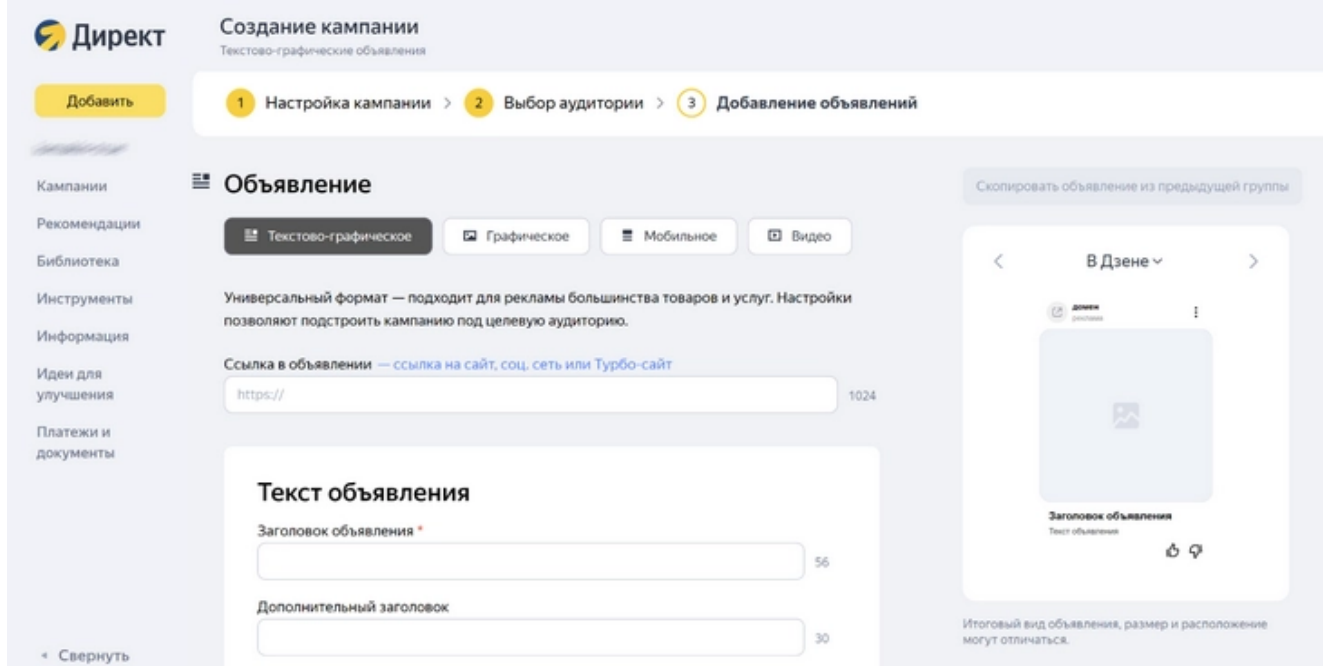 Директ
Создание кампании
Текстово-графические объявления
Добавить
1 Настройка кампании > 2 Выбор аудитории > 3 Добавление объявлений
Кампании
Рекомендации
Библиотека
Инструменты
Информация
Идеи для
улучшения
Платежи и
документы
Свернуть
Объявление
Текстово-графическое
Графическое
Мобильное
Видео
Универсальный формат — подходит для рекламы большинства товаров и услуг. Настройки
позволяют подстроить кампанию под целевую аудиторию.
Ссылка в объявлении — ссылка на сайт, соц. сеть или Турбо-сайт
https://
1024
Текст объявления
Заголовок объявления *
56
Дополнительный заголовок
30
Скопировать объявление из предыдущей группы
В Дзене
домен
реклама
Заголовок объявления
Текст объявления
Итоговый вид объявления, размер и расположение
могут отличаться.